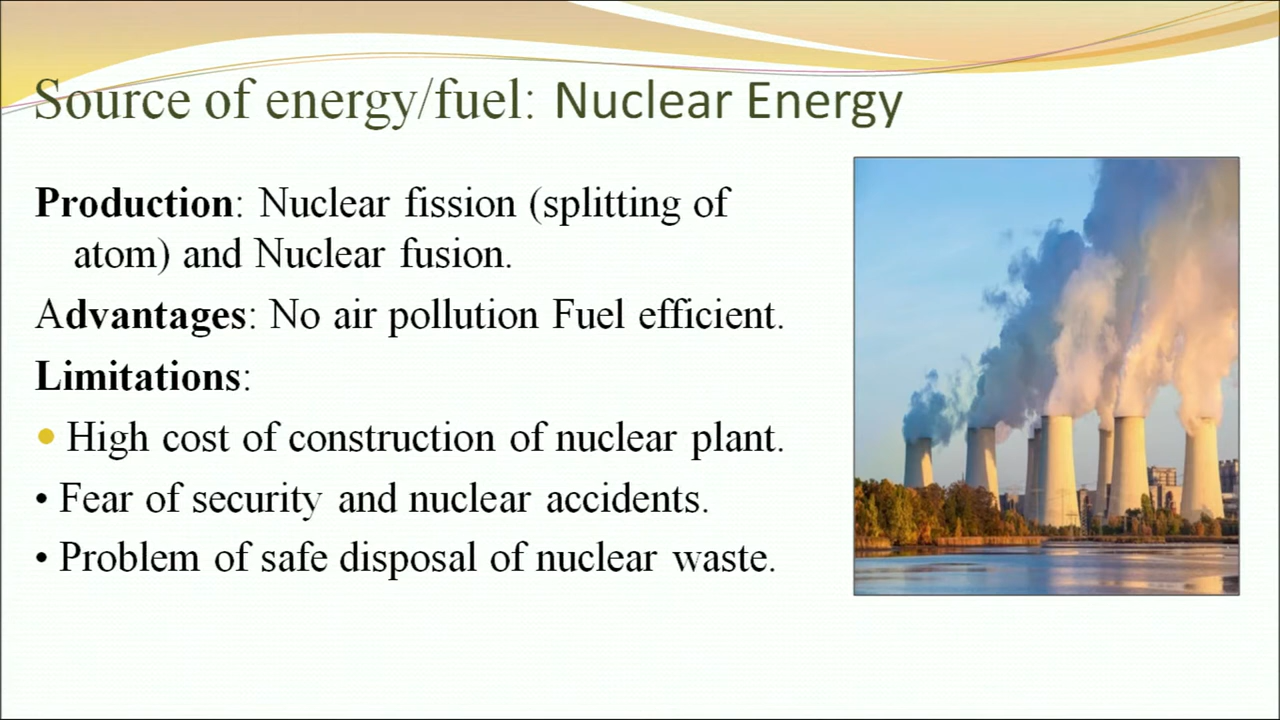 Source of energy/fuel: Nuclear Energy
Production: Nuclear fission (splitting of
atom) and Nuclear fusion.
Advantages: No air pollution Fuel efficient.
Limitations:
• High cost of construction of nuclear plant.
• Fear of security and nuclear accidents.
• Problem of safe disposal of nuclear waste.